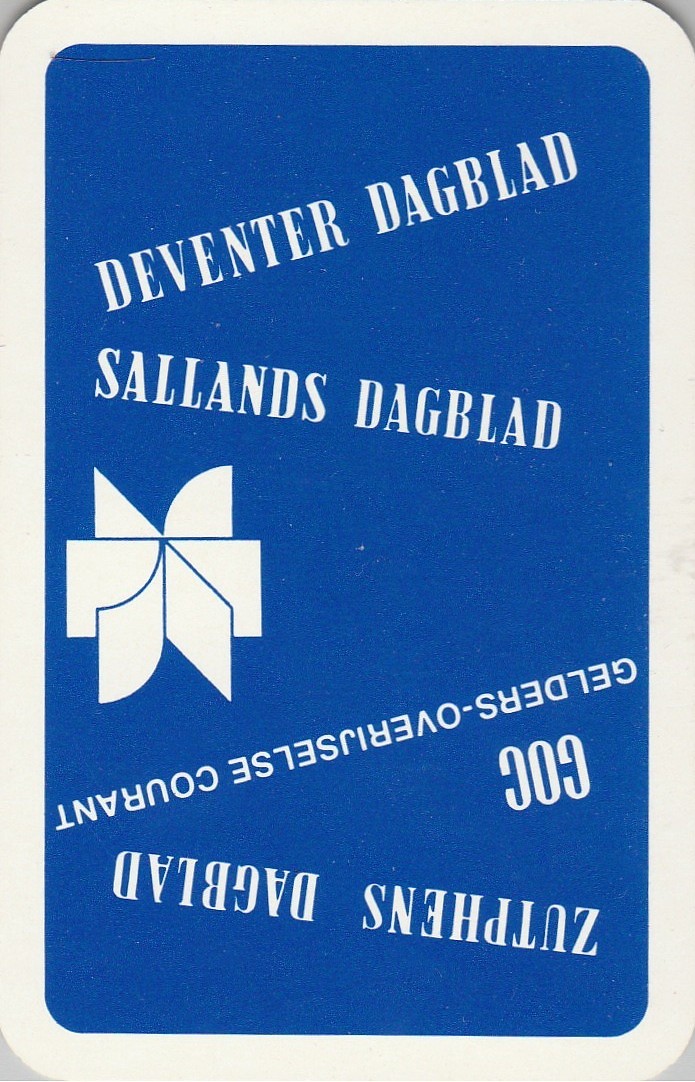 DEVENTER DAGBLAD
SALLANDS DAGBLAD
GELDERS-OVERIJSELSE COURANT
GOC
ZUTPHENS DAGBLAD